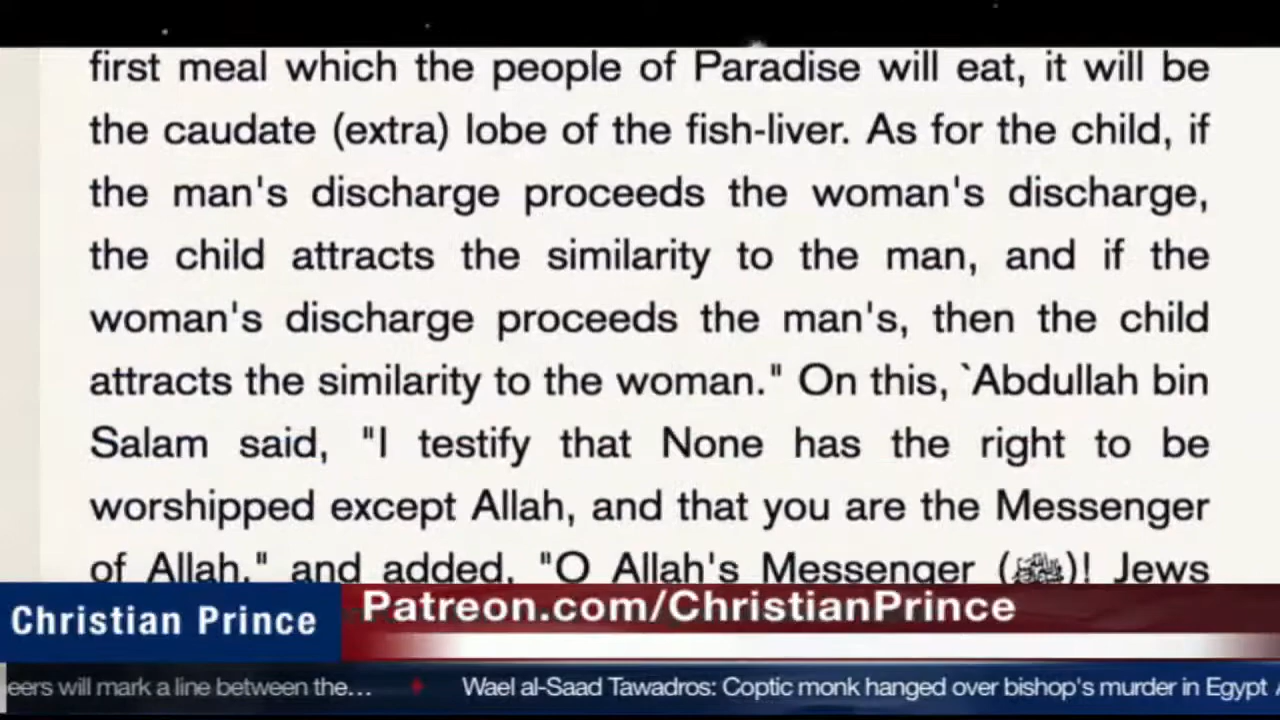 first meal which the people of Paradise will eat, it will be
the caudate (extra) lobe of the fish-liver. As for the child, if
the man's discharge proceeds the woman's discharge,
the child attracts the similarity to the man, and if the
woman's discharge proceeds the man's, then the child
attracts the similarity to the woman." On this, `Abdullah bin
Salam said, "I testify that None has the right to be
worshipped except Allah, and that you are the Messenger
of Allah." and added, "O Allah's Messenger (ﷺ)! Jews
Christian Prince
Patreon.com/ChristianPrince
eers will mark a line between the...
Wael al-Saad Tawadros: Coptic monk hanged over bishop's murder in Egypt